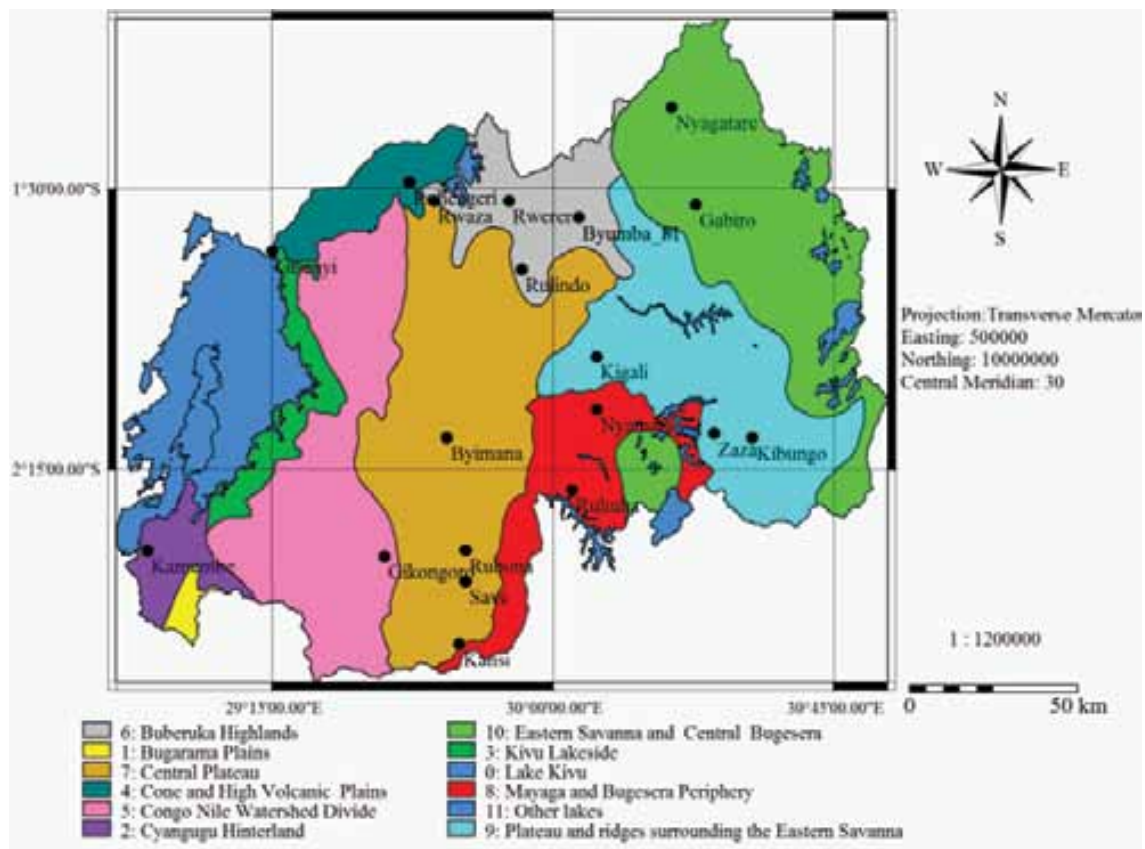 N
W E
S
1°30'00.00"S
2°15'00.00"S
29°15'00.00"E
30°00'00.00"E
30°45'00.00"E
Nyagatare
Gabiro
Rwaza
Rwerere
Rulindo
Kigali
Zaza
Kibungo
Byimana
Kamembe
Gikongoro
Rubona
Save
Projection:Transverse Mercator
Easting: 500000
Northing: 10000000
Central Meridian: 30
1 : 1200000
0 50 km
6: Buberuka Highlands
1: Bugarama Plains
7: Central Plateau
4: Cone and High Volcanic Plains
5: Congo Nile Watershed Divide
2: Cyangugu Hinterland
10: Eastern Savanna and Central Bugesera
3: Kivu Lakeside
0: Lake Kivu
8: Mayaga and Bugesera Periphery
11: Other lakes
9: Plateau and ridges surrounding the Eastern Savanna